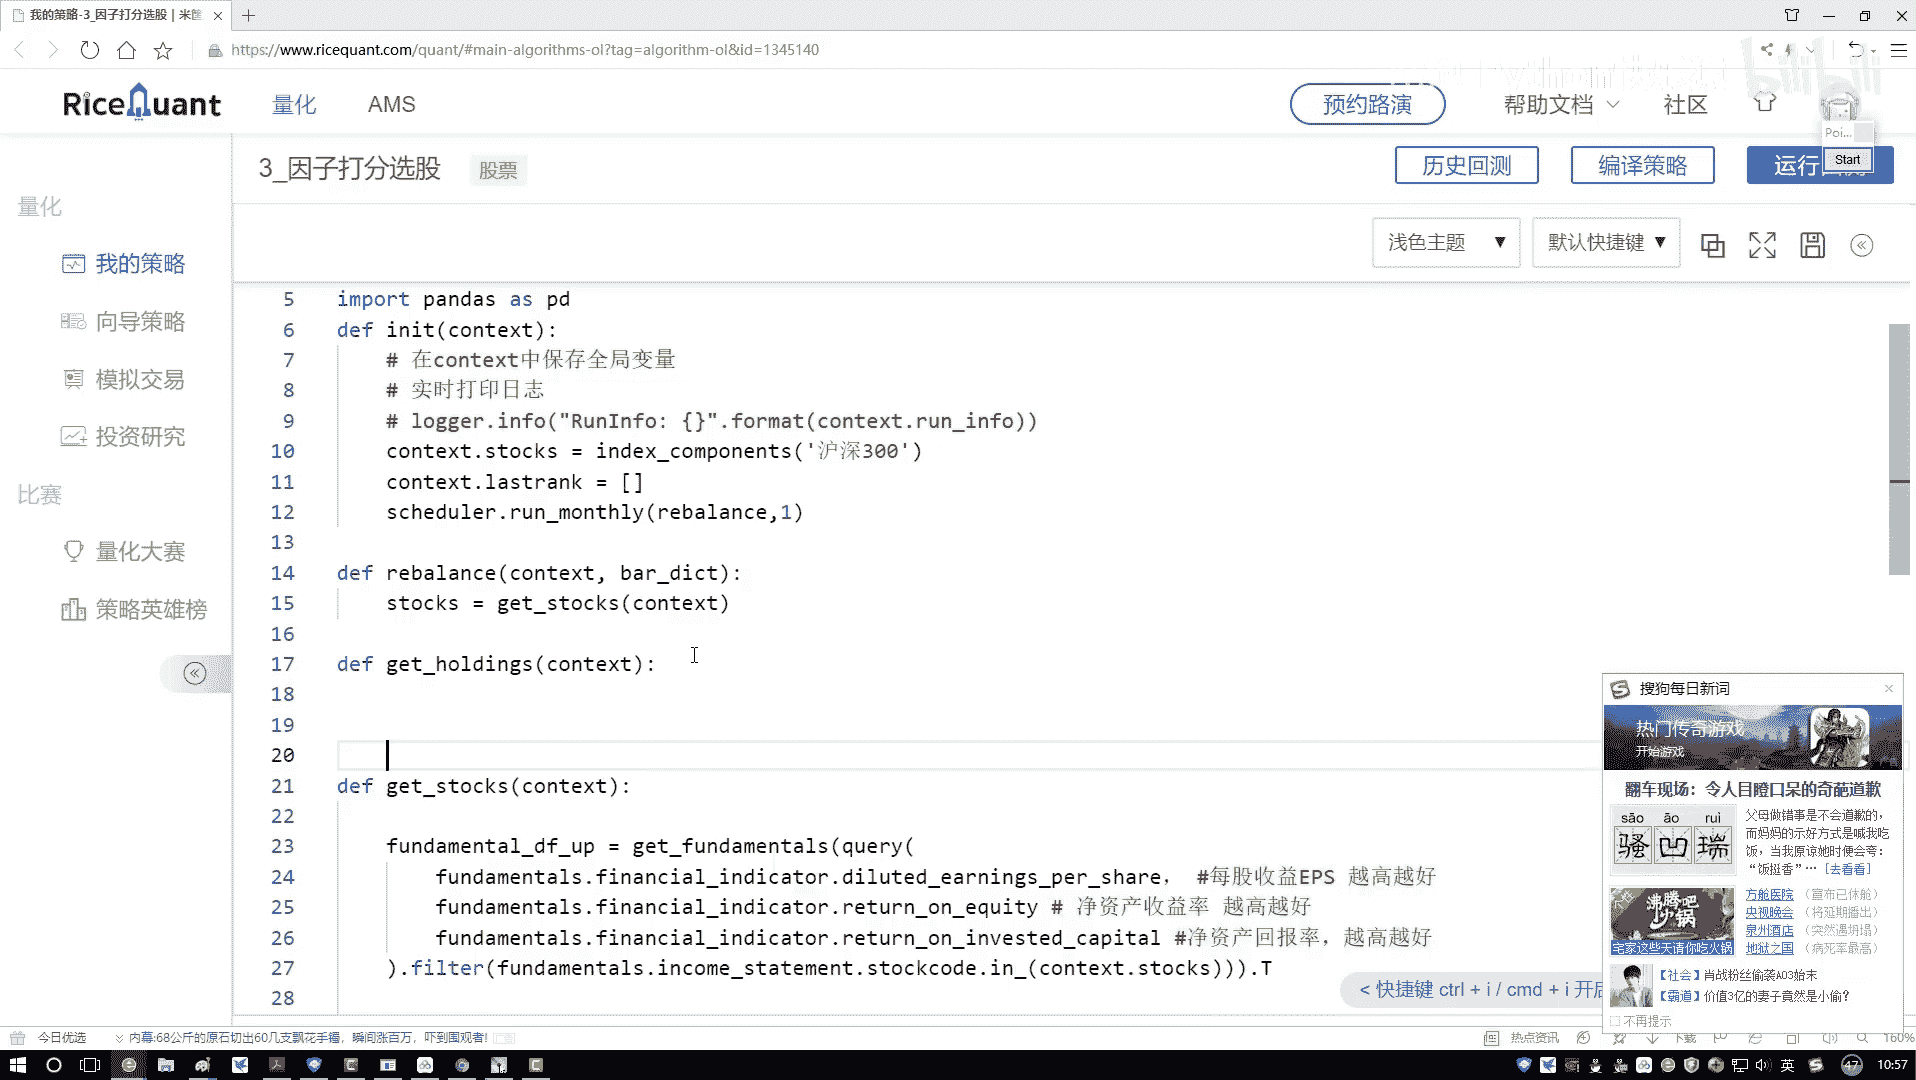 我的策略-3_因子打分选股 | 米筐
https://www.ricequant.com/quant/#main-algorithms-ol?tag=algorithm-ol&id=1345140
RiceQuant 量化 AMS 预约路演 帮助文档 社区
Poi...
Start
3_因子打分选股 股票 历史回测 编译策略 运行
量化
浅色主题 ▼ 默认快捷键 ▼
我的策略
向导策略
模拟交易
投资研究
比赛
量化大赛
策略英雄榜
5 import pandas as pd
6 def init(context):
7 # 在context中保存全局变量
8 # 实时打印日志
9 # logger.info("RunInfo: {}".format(context.run_info))
10 context.stocks = index_components('沪深300')
11 context.lastrank = []
12 scheduler.run_monthly(rebalance,1)
13
14 def rebalance(context, bar_dict):
15 stocks = get_stocks(context)
16
17 def get_holdings(context):
18
19
20
21 def get_stocks(context):
22
23 fundamental_df_up = get_fundamentals(query(
24 fundamentals.financial_indicator.diluted_earnings_per_share， #每股收益EPS 越高越好
25 fundamentals.financial_indicator.return_on_equity # 净资产收益率 越高越好
26 fundamentals.financial_indicator.return_on_invested_capital #净资产回报率，越高越好
27 ).filter(fundamentals.income_statement.stockcode.in_(context.stocks))).T
28
< 快捷键 ctrl + i / cmd + i 开启
搜狗每日新词
热门传奇游戏
开始游戏
翻车现场：令人目瞪口呆的奇葩道歉
sāo āo ruì
骚 凹 瑞
父母做错事是不会道歉的，
而妈妈的示好方式是喊我吃
饭，当我原谅她时便会夸：
“饭挺香”… [去看看]
沸腾吧
火锅
宅家这些天请你吃火锅
方舱医院 （宣布已休舱）
央视晚会 （将延期播出）
泉州酒店 （突然遇坍塌）
地狱之国 （病死率最高）
【社会】肖战粉丝偷袭AO3始末
【霸道】价值3亿的妻子竟然是小偷?
不再提示
今日优选 内幕:68公斤的原石切出60几支飘花手镯，瞬间涨百万，吓到围观者!
热点资讯 下载 160%
英 47 10:57